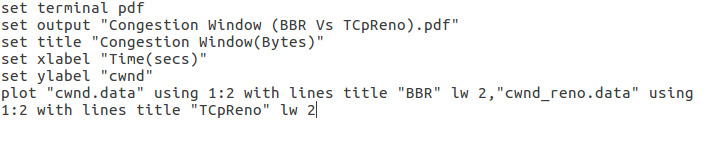 set terminal pdf
set output "Congestion Window (BBR Vs TCpReno).pdf"
set title "Congestion Window(Bytes)"
set xlabel "Time(secs)"
set ylabel "cwnd"
plot "cwnd.data" using 1:2 with lines title "BBR" lw 2,"cwnd_reno.data" using
1:2 with lines title "TCpReno" lw 2